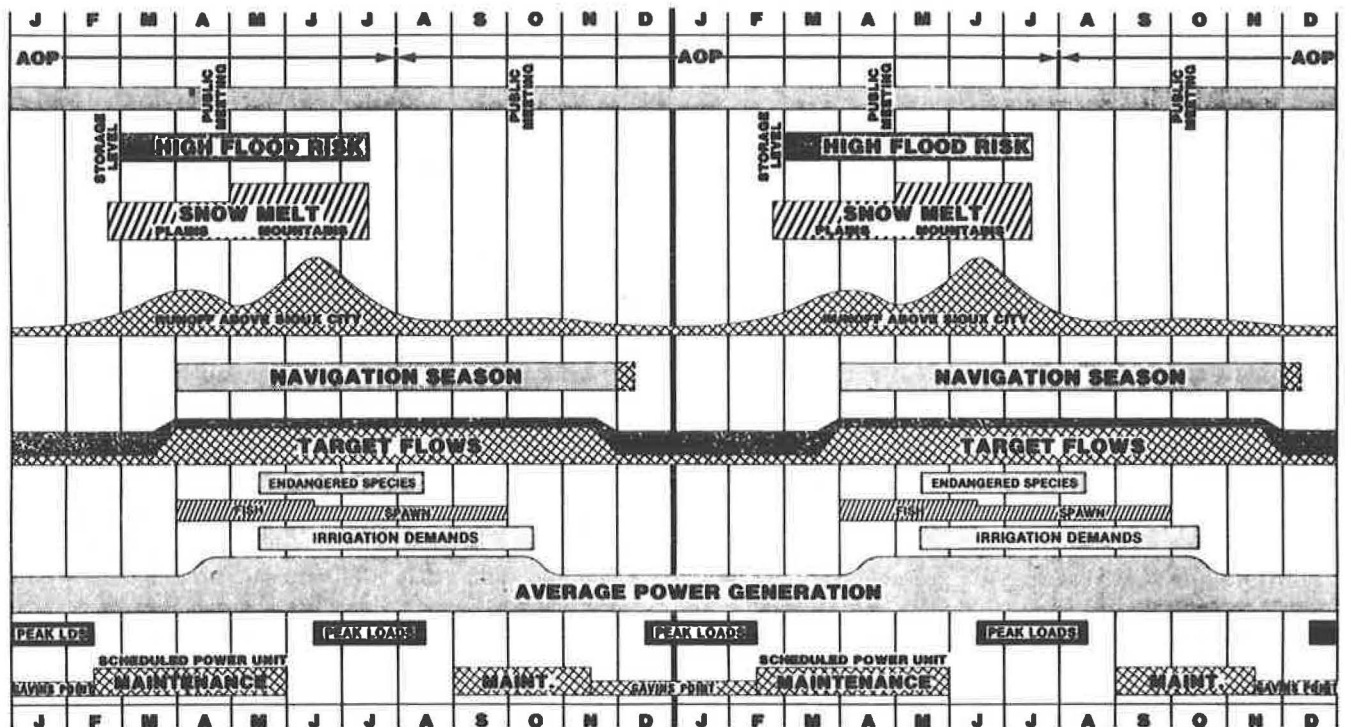 J F M A M J J A S O N D J F M A M J J A S O N D
AOP AOP AOP
PUBLIC MEETING PUBLIC MEETING PUBLIC MEETING PUBLIC MEETING
STORAGE LEVEL HIGH FLOOD RISK STORAGE LEVEL HIGH FLOOD RISK
SNOW MELT SNOW MELT
PLAINS MOUNTAINS PLAINS MOUNTAINS
RUNOFF ABOVE SIOUX CITY RUNOFF ABOVE SIOUX CITY
NAVIGATION SEASON NAVIGATION SEASON
TARGET FLOWS TARGET FLOWS
ENDANGERED SPECIES ENDANGERED SPECIES
FISH SPAWN FISH SPAWN
IRRIGATION DEMANDS IRRIGATION DEMANDS
AVERAGE POWER GENERATION
PEAK LDS PEAK LOADS PEAK LOADS PEAK LOADS
SCHEDULED POWER UNIT SCHEDULED POWER UNIT
GAVINS POINT MAINTENANCE MAINT. GAVINS POINT MAINTENANCE MAINT. GAVINS POINT
J F M A M J J A S O N D J F M A M J J A S O N D